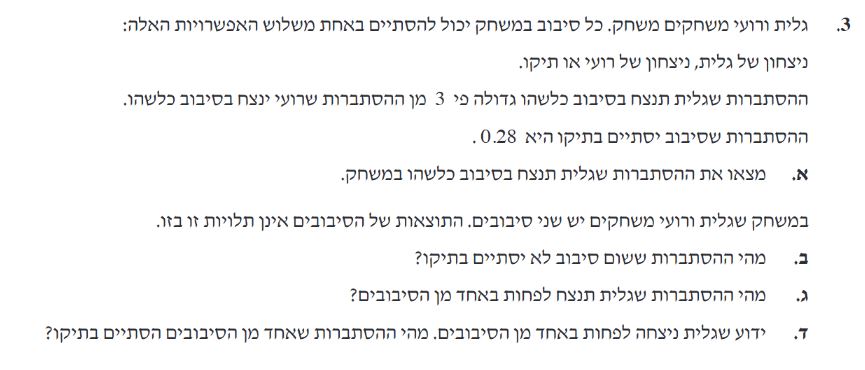 3. גלית ורועי משחקים משחק. כל סיבוב במשחק יכול להסתיים באחת משלוש האפשרויות האלה:
ניצחון של גלית, ניצחון של רועי או תיקו.
ההסתברות שגלית תנצח בסיבוב כלשהו גדולה פי 3 מן ההסתברות שרועי ינצח בסיבוב כלשהו.
ההסתברות שסיבוב יסתיים בתיקו היא 0.28 .
א. מצאו את ההסתברות שגלית תנצח בסיבוב כלשהו במשחק.
במשחק שגלית ורועי משחקים יש שני סיבובים. התוצאות של הסיבובים אינן תלויות זו בזו.
ב. מהי ההסתברות ששום סיבוב לא יסתיים בתיקו?
ג. מהי ההסתברות שגלית תנצח לפחות באחד מן הסיבובים?
ד. ידוע שגלית ניצחה לפחות באחד מן הסיבובים. מהי ההסתברות שאחד מן הסיבובים הסתיים בתיקו?